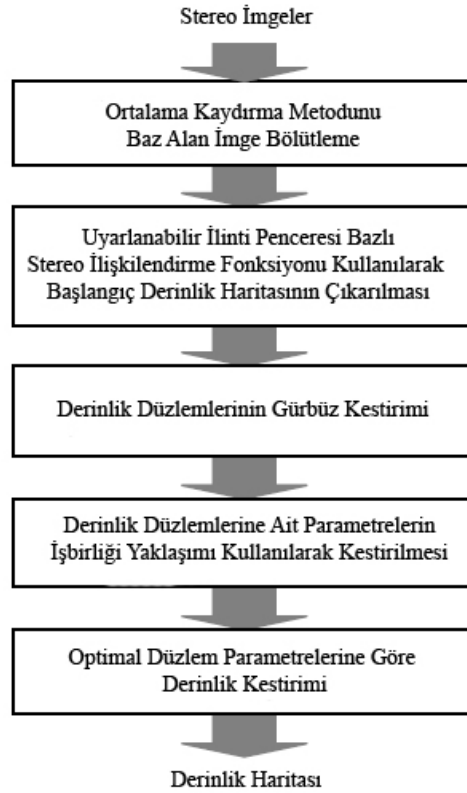 Stereo İmgeler
Ortalama Kaydırma Metodunu
Baz Alan İmge Bölütleme
Uyarlanabilir İlinti Penceresi Bazlı
Stereo İlişkilendirme Fonksiyonu Kullanılarak
Başlangıç Derinlik Haritasının Çıkarılması
Derinlik Düzlemlerinin Gürbüz Kestirimi
Derinlik Düzlemlerine Ait Parametrelerin
İşbirliği Yaklaşımı Kullanılarak Kestirilmesi
Optimal Düzlem Parametrelerine Göre
Derinlik Kestirimi
Derinlik Haritası